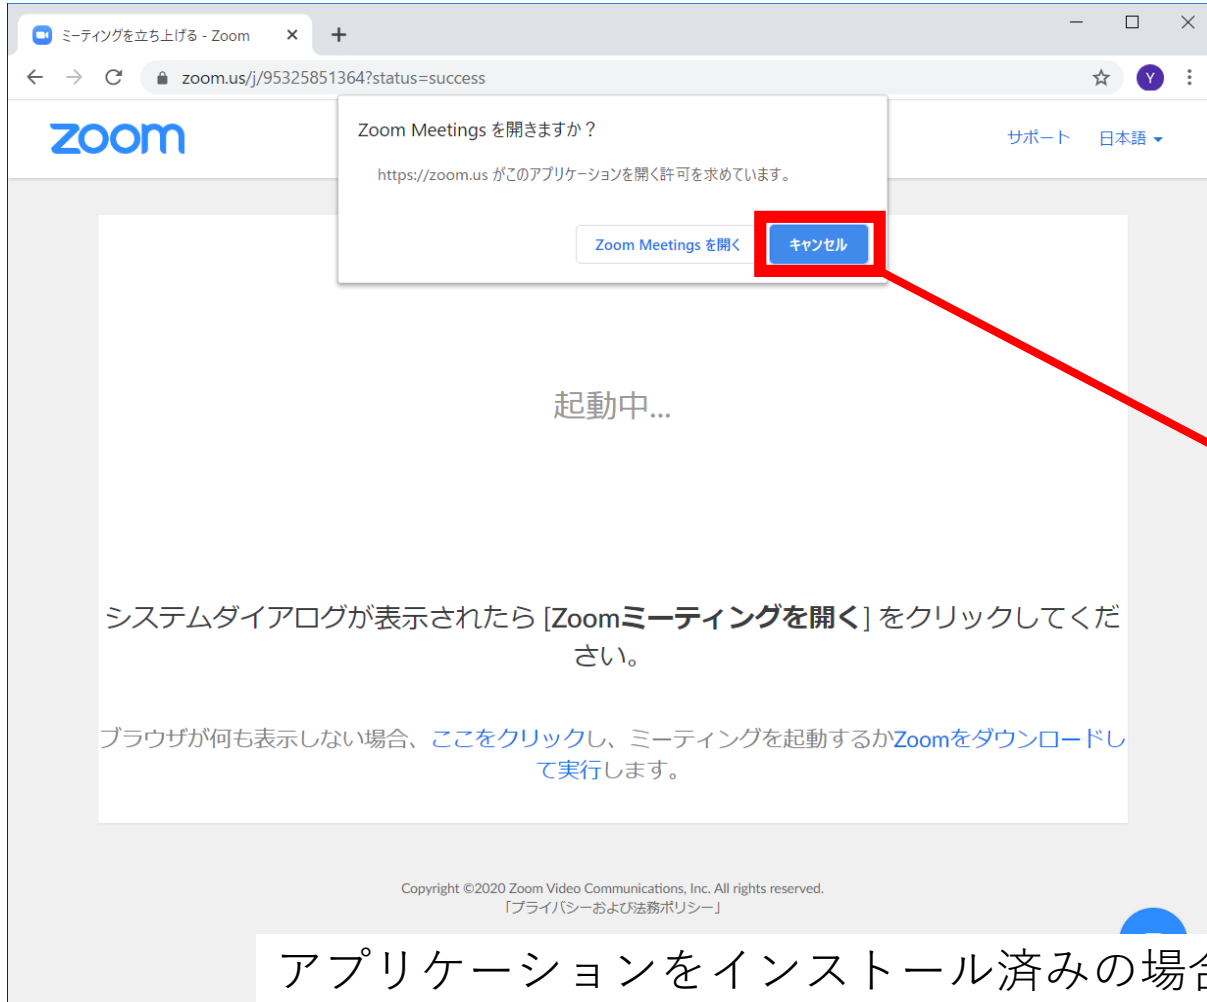 ミーティングを立ち上げる - Zoom
zoom.us/j/95325851364?status=success
Y
zoom
サポート 日本語
Zoom Meetings を開きますか？
https://zoom.us がこのアプリケーションを開く許可を求めています。
Zoom Meetings を開く キャンセル
起動中...
システムダイアログが表示されたら [Zoomミーティングを開く] をクリックしてくだ
さい。
ブラウザが何も表示しない場合、ここをクリックし、ミーティングを起動するかZoomをダウンロードし
て実行します。
Copyright ©2020 Zoom Video Communications, Inc. All rights reserved.
「プライバシーおよび法務ポリシー」
アプリケーションをインストール済みの場合